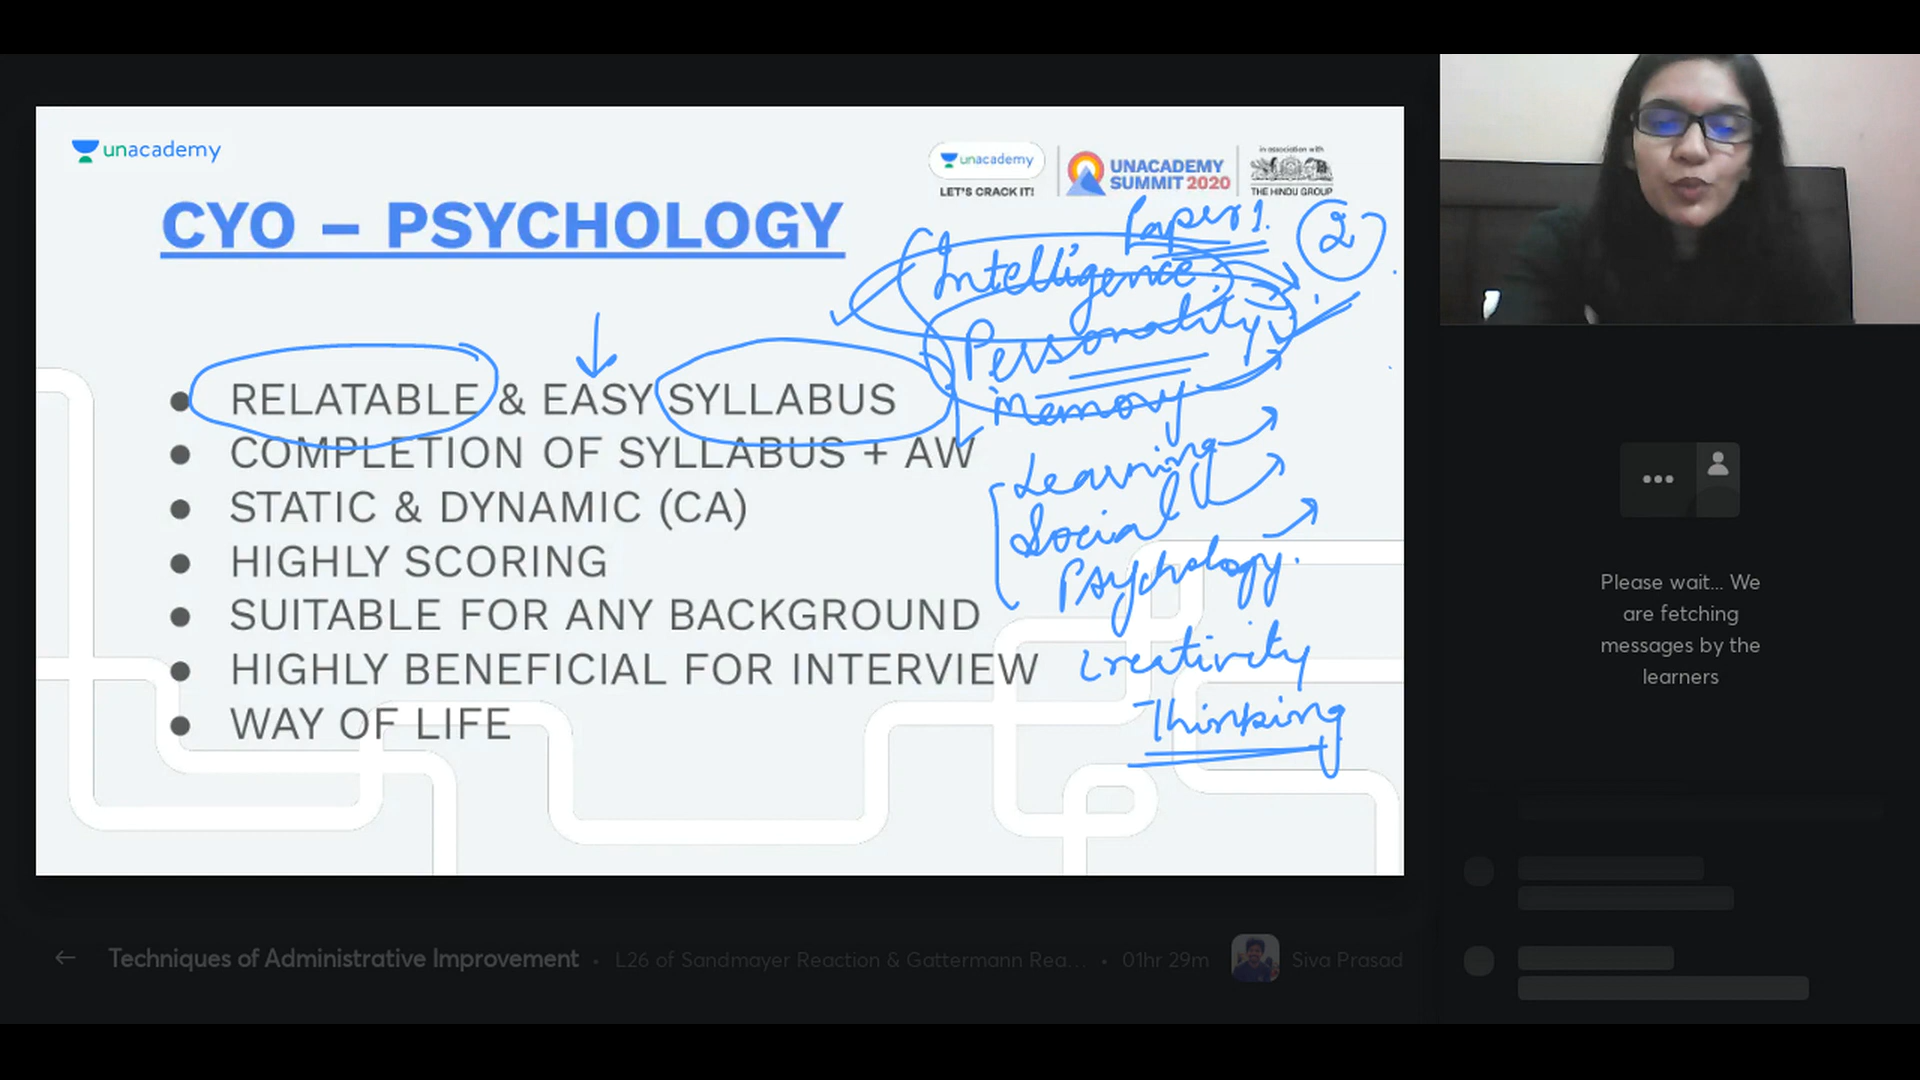 unacademy
unacademy
LET'S CRACK IT!
UNACADEMY
SUMMIT 2020
in association with
THE HINDU GROUP
CYO – PSYCHOLOGY
Paper 1.
2
Intelligence
Personality
Memory
Learning
Social
Psychology.
Creativity
Thinking
● RELATABLE & EASY SYLLABUS
● COMPLETION OF SYLLABUS + AW
● STATIC & DYNAMIC (CA)
● HIGHLY SCORING
● SUITABLE FOR ANY BACKGROUND
● HIGHLY BENEFICIAL FOR INTERVIEW
● WAY OF LIFE
Please wait... We
are fetching
messages by the
learners
Techniques of Administrative Improvement • L26 of Sandmayer Reaction & Gattermann Rea... • 01hr 29m Siva Prasad